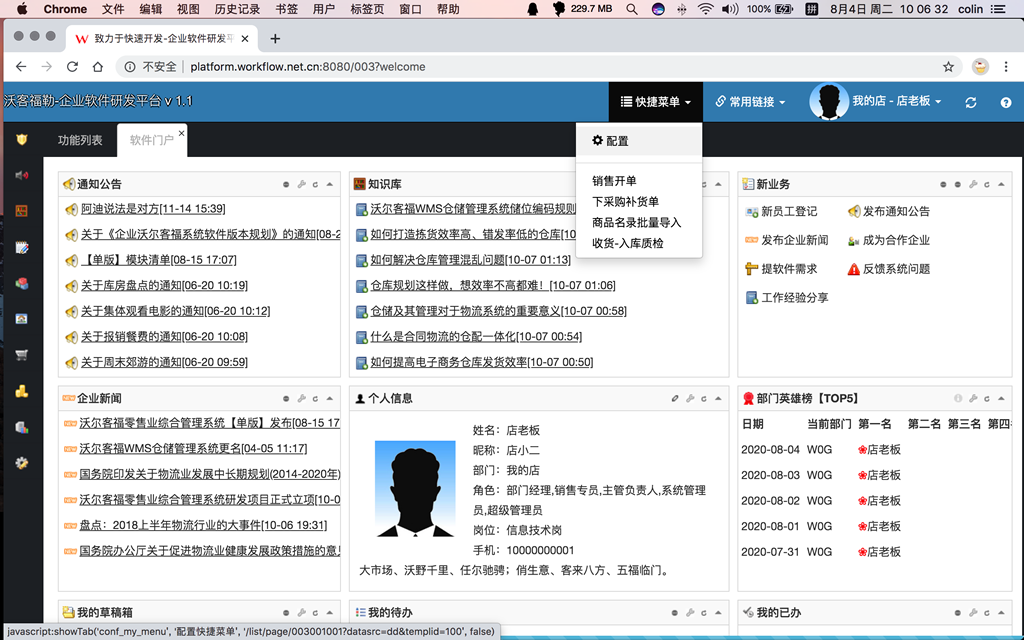 Chrome 文件 编辑 视图 历史记录 书签 用户 标签页 窗口 帮助 229.7 MB 100% 拼 8月4日 周二 10 06 32 colin
致力于快速开发-企业软件研发平
不安全 platform.workflow.net.cn:8080/003?welcome
沃客福勒-企业软件研发平台 v 1.1 快捷菜单 常用链接 我的店 - 店老板
功能列表 软件门户
配置
销售开单
下采购补货单
商品名录批量导入
收货-入库质检
通知公告
阿迪说法是对方[11-14 15:39]
关于《企业沃尔客福系统软件版本规划》的通知[08-2
【单版】模块清单[08-15 17:07]
关于库房盘点的通知[06-20 10:19]
关于集体观看电影的通知[06-20 10:12]
关于报销餐费的通知[06-20 10:08]
关于周末郊游的通知[06-20 09:59]
知识库
沃尔客福WMS仓储管理系统储位编码规则
如何打造拣货效率高、错发率低的仓库[10
如何解决仓库管理混乱问题[10-07 01:13]
仓库规划这样做，想效率不高都难！[10-07 01:06]
仓储及其管理对于物流系统的重要意义[10-07 00:58]
什么是合同物流的仓配一体化[10-07 00:54]
如何提高电子商务仓库发货效率[10-07 00:50]
新业务
新员工登记 发布通知公告
发布企业新闻 成为合作企业
提软件需求 反馈系统问题
工作经验分享
企业新闻
沃尔客福零售业综合管理系统【单版】发布[08-15 17
沃尔客福WMS仓储管理系统更名[04-05 11:17]
国务院印发关于物流业发展中长期规划(2014-2020年)
沃尔客福零售业综合管理系统研发项目正式立项[10-0
盘点：2018上半年物流行业的大事件[10-06 19:31]
国务院办公厅关于促进物流业健康发展政策措施的意见
个人信息
姓名：店老板
昵称：店小二
部门：我的店
角色：部门经理,销售专员,主管负责人,系统管理
员,超级管理员
岗位：信息技术岗
手机：10000000001
大市场、沃野千里、任尔驰骋；俏生意、客来八方、五福临门。
部门英雄榜【TOP5】
日期 当前部门 第一名 第二名 第三名 第四
2020-08-04 W0G 店老板
2020-08-03 W0G 店老板
2020-08-02 W0G 店老板
2020-08-01 W0G 店老板
2020-07-31 W0G 店老板
我的草稿箱 我的待办 我的已办
javascript:showTab('conf_my_menu', '配置快捷菜单', '/list/page/003001001?datasrc=dd&templid=100', false)